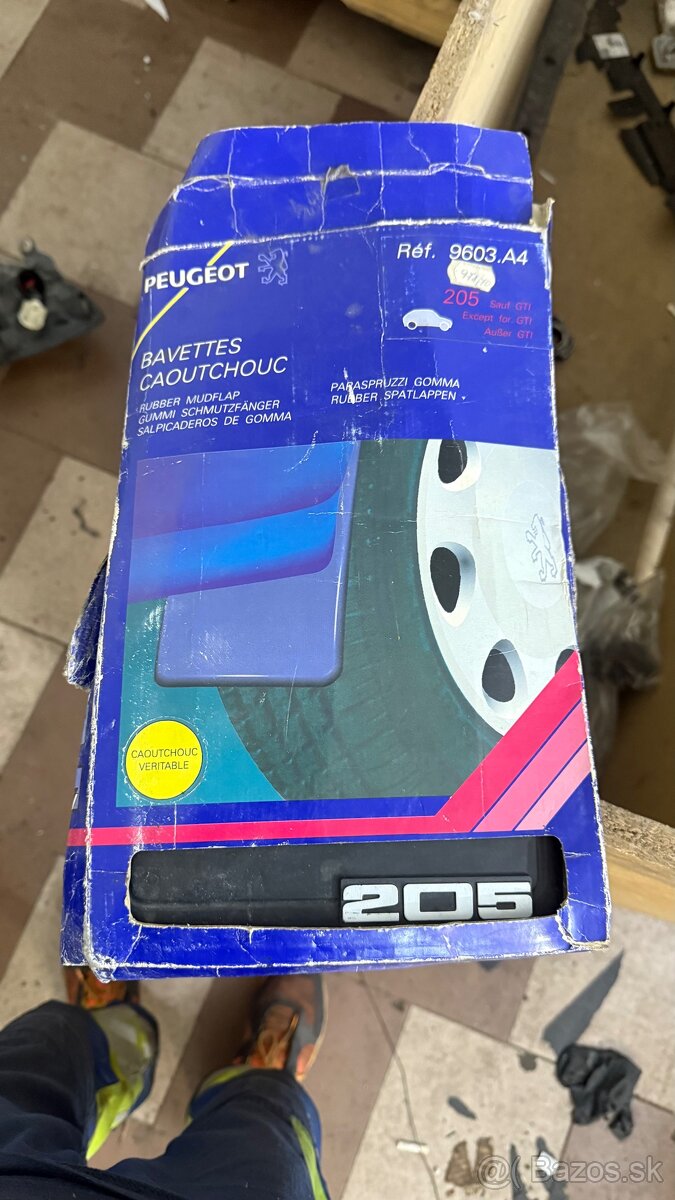 PEUGEOT
Réf. 9603.A4
205 Sauf GTI
Except for GTI
Außer GTI
BAVETTES
CAOUTCHOUC
RUBBER MUDFLAP
GUMMI SCHMUTZFÄNGER
SALPICADEROS DE GOMMA
PARASPRUZZI GOMMA
RUBBER SPATLAPPEN
CAOUTCHOUC
VERITABLE
205
Bazos.sk